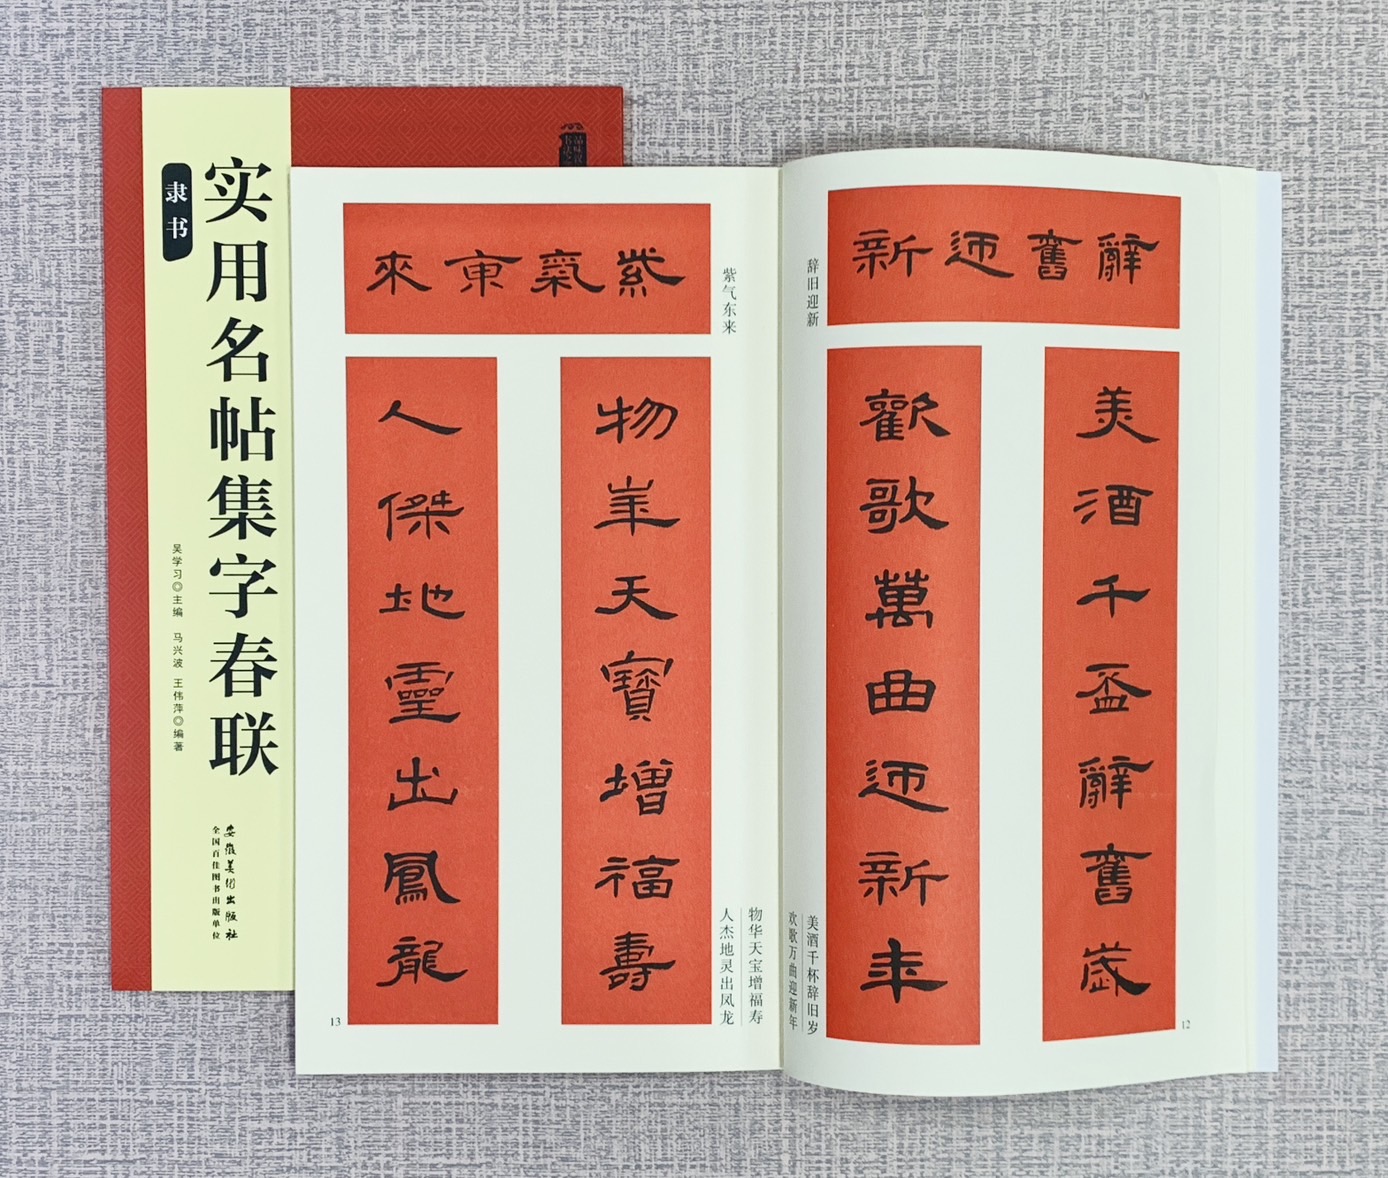 隶书
实用名帖集字春联
吴学习◎主编 马兴波 王伟萍◎编著
安徽美术出版社
全国百佳图书出版单位
辭舊迎新
辞旧迎新
美酒千盃辭舊歲
歡歌萬曲迎新年
美酒千杯辞旧岁
欢歌万曲迎新年
12
紫氣東來
紫气东来
物華天寶增福壽
人傑地靈出鳳龍
物华天宝增福寿
人杰地灵出凤龙
13